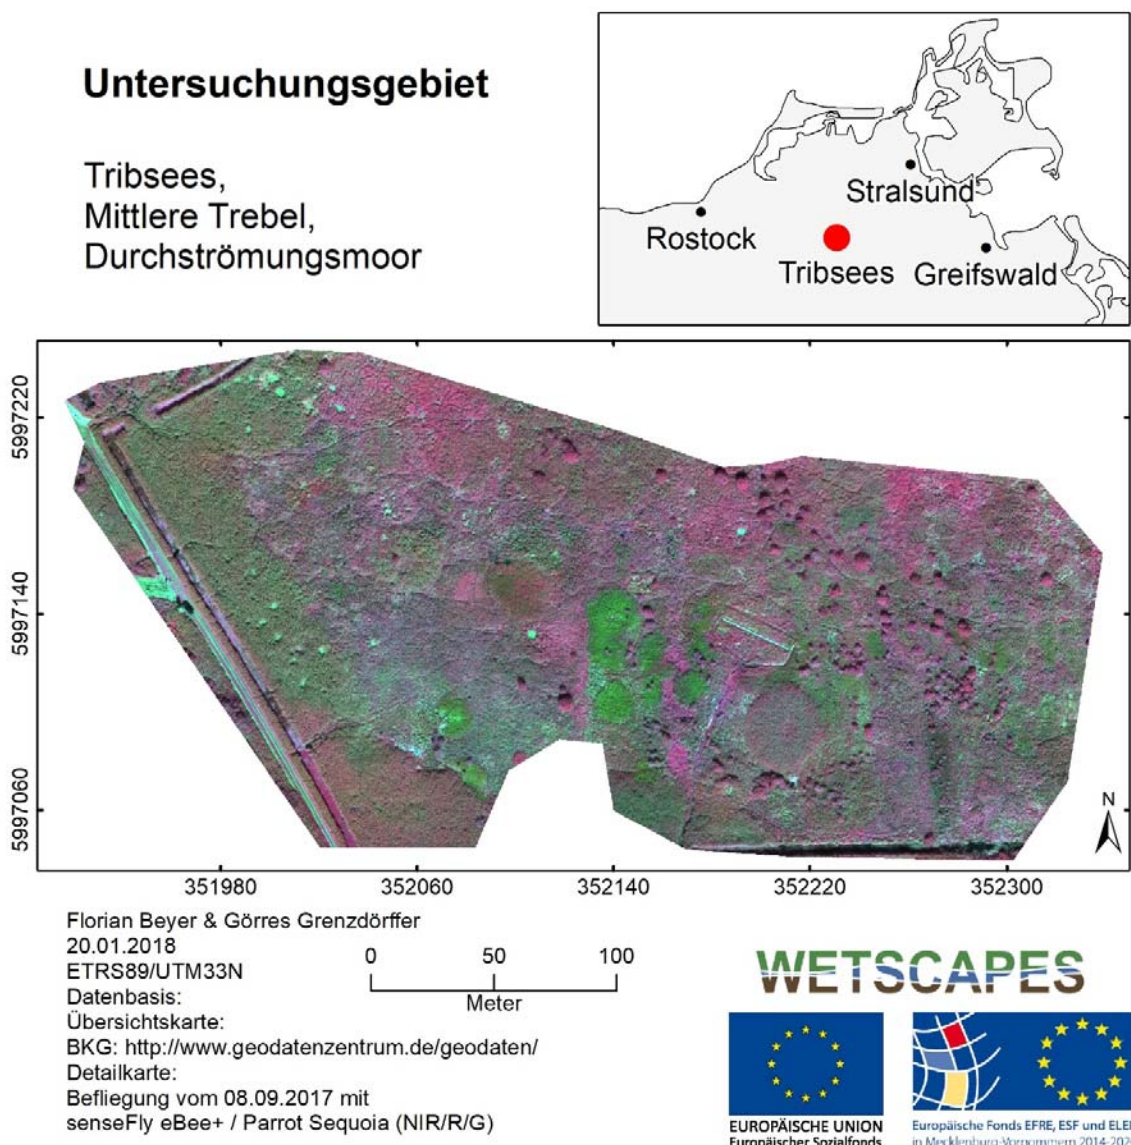 Untersuchungsgebiet
Tribsees,
Mittlere Trebel,
Durchströmungsmoor
Stralsund
Rostock
Tribsees
Greifswald
5997220
5997140
5997060
N
351980
352060
352140
352220
352300
Florian Beyer & Görres Grenzdörffer
20.01.2018
ETRS89/UTM33N
Datenbasis:
Übersichtskarte:
BKG: http://www.geodatenzentrum.de/geodaten/
Detailkarte:
Befliegung vom 08.09.2017 mit
senseFly eBee+ / Parrot Sequoia (NIR/R/G)
0 50 100
Meter
WETSCAPES
EUROPÄISCHE UNION
Europäischer Sozialfonds
Europäische Fonds EFRE, ESF und ELER
in Mecklenburg-Vorpommern 2014-202